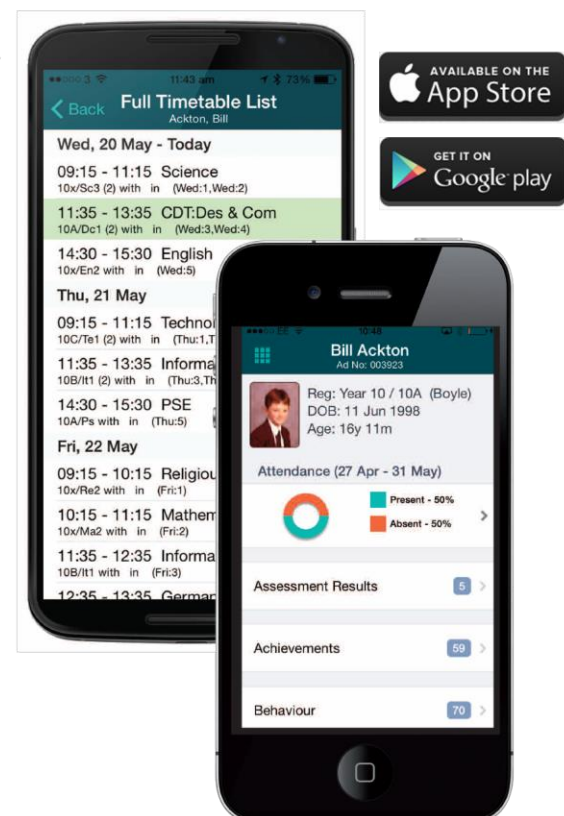 3 11:43 am 73%
Back Full Timetable List
Ackton, Bill
Wed, 20 May - Today
09:15 - 11:15 Science
10x/Sc3 (2) with in (Wed:1,Wed:2)
11:35 - 13:35 CDT:Des & Com
10A/Dc1 (2) with in (Wed:3,Wed:4)
14:30 - 15:30 English
10x/En2 with in (Wed:5)
Thu, 21 May
09:15 - 11:15 Techno
10C/Te1 (2) with in (Thu:1,T
11:35 - 13:35 Informa
10B/It1 (2) with in (Thu:3,Th
14:30 - 15:30 PSE
10A/Ps with in (Thu:5)
Fri, 22 May
09:15 - 10:15 Religiou
10x/Re2 with in (Fri:1)
10:15 - 11:15 Mathem
10x/Ma2 with in (Fri:2)
11:35 - 12:35 Informa
10B/It1 with in (Fri:3)
12:35 - 13:35 German
AVAILABLE ON THE
App Store
GET IT ON
Google play
EE 10:48
Bill Ackton
Ad No: 003923
Reg: Year 10 / 10A (Boyle)
DOB: 11 Jun 1998
Age: 16y 11m
Attendance (27 Apr - 31 May)
Present - 50%
Absent - 50%
Assessment Results 5
Achievements 59
Behaviour 70